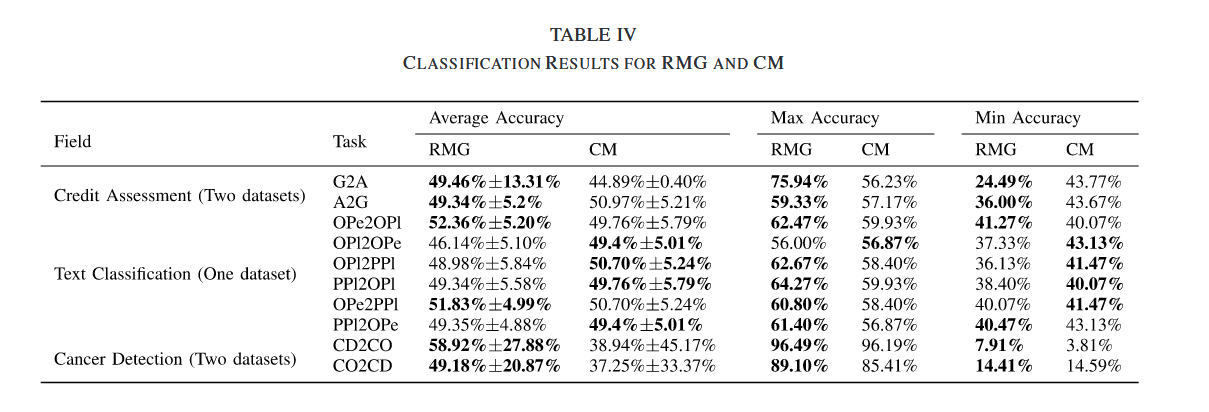 TABLE IV
CLASSIFICATION RESULTS FOR RMG AND CM
Field Task Average Accuracy Max Accuracy Min Accuracy
RMG CM RMG CM RMG CM
Credit Assessment (Two datasets)
G2A 49.46%±13.31% 44.89%±0.40% 75.94% 56.23% 24.49% 43.77%
A2G 49.34%±5.2% 50.97%±5.21% 59.33% 57.17% 36.00% 43.67%
Text Classification (One dataset)
OPe2OPl 52.36%±5.20% 49.76%±5.79% 62.47% 59.93% 41.27% 40.07%
OPl2OPe 46.14%±5.10% 49.4%±5.01% 56.00% 56.87% 37.33% 43.13%
OPl2PPl 48.98%±5.84% 50.70%±5.24% 62.67% 58.40% 36.13% 41.47%
PPl2OPl 49.34%±5.58% 49.76%±5.79% 64.27% 59.93% 38.40% 40.07%
OPe2PPl 51.83%±4.99% 50.70%±5.24% 60.80% 58.40% 40.07% 41.47%
PPl2OPe 49.35%±4.88% 49.4%±5.01% 61.40% 56.87% 40.47% 43.13%
Cancer Detection (Two datasets)
CD2CO 58.92%±27.88% 38.94%±45.17% 96.49% 96.19% 7.91% 3.81%
CO2CD 49.18%±20.87% 37.25%±33.37% 89.10% 85.41% 14.41% 14.59%